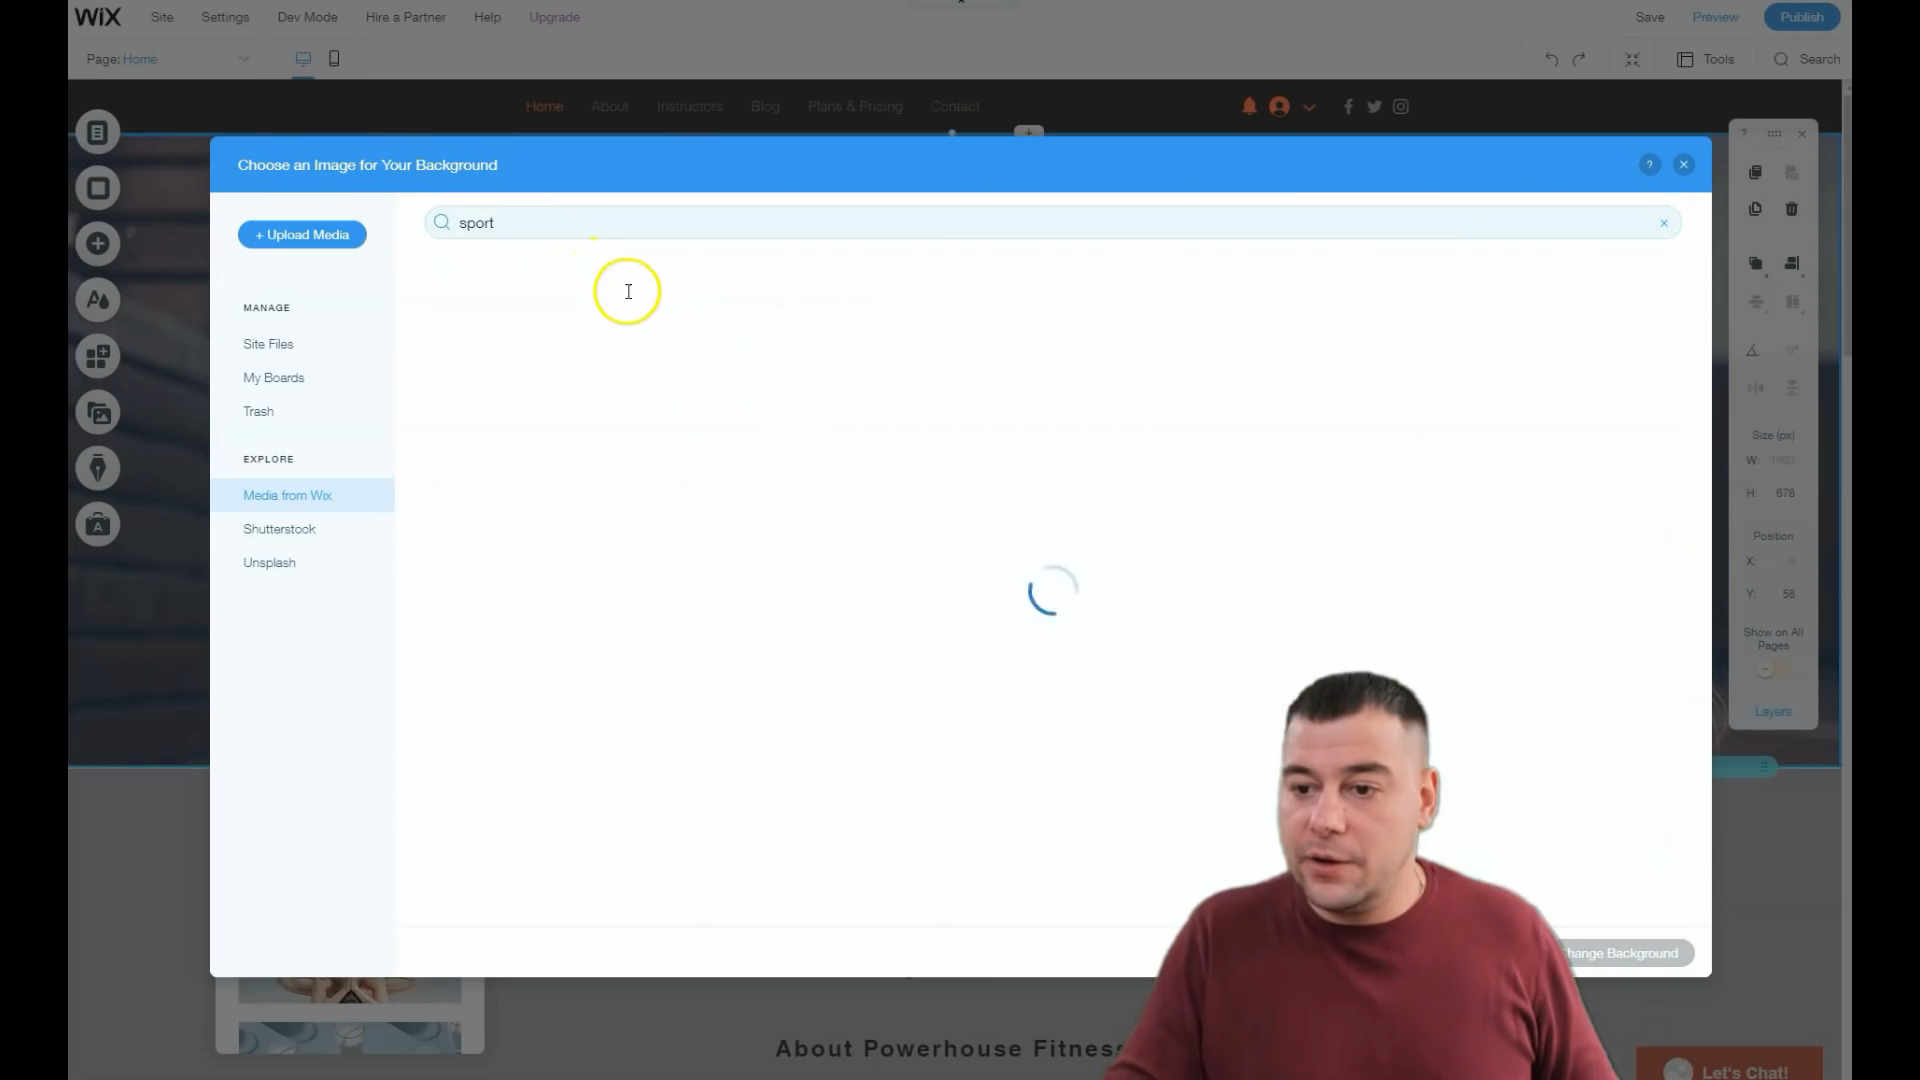 WiX Site Settings Dev Mode Hire a Partner Help Upgrade Save Preview Publish
Page: Home Tools Search
Home About Instructors Blog Plans & Pricing Contact
Choose an Image for Your Background ? ×
+ Upload Media
sport
MANAGE
Site Files
My Boards
Trash
EXPLORE
Media from Wix
Shutterstock
Unsplash
?
0°
Size (px)
W:
H: 678
Position
X: 0
Y: 58
Show on All
Pages
Layers
hange Background
About Powerhouse Fitness
Let's Chat!